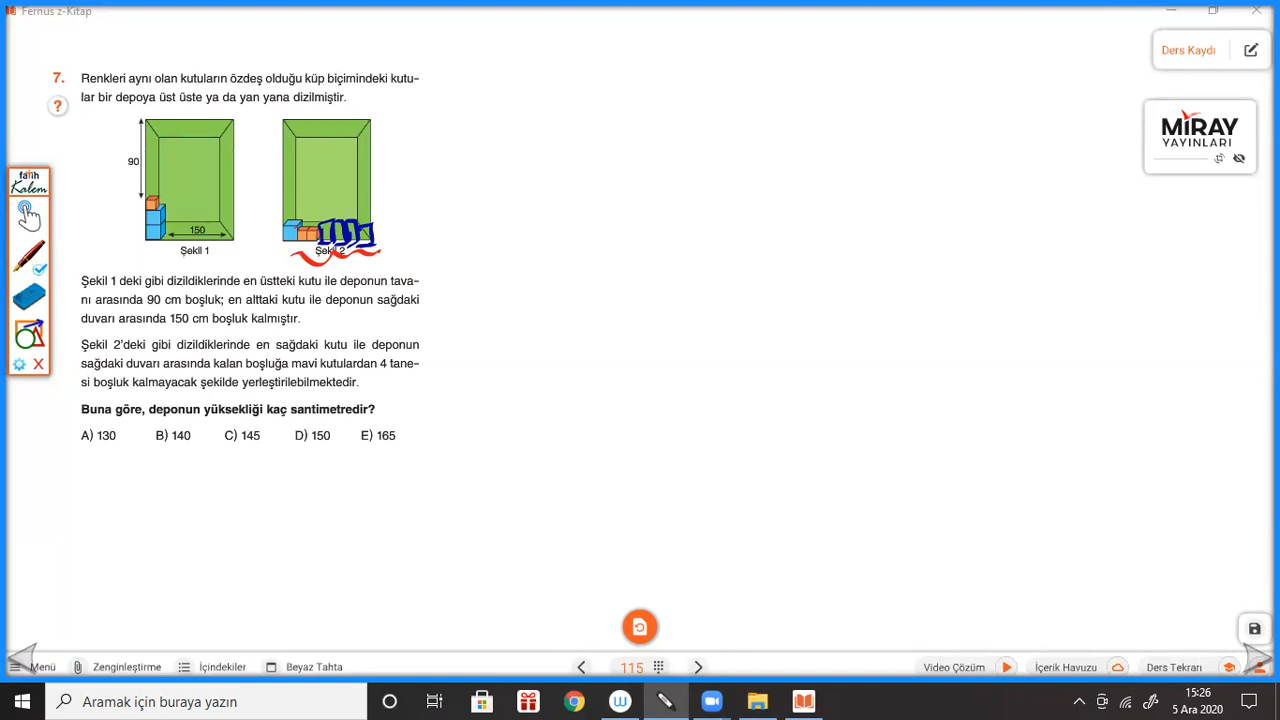 Fernus z-Kitap
Ders Kaydı
7. Renkleri aynı olan kutuların özdeş olduğu küp biçimindeki kutu-
lar bir depoya üst üste ya da yan yana dizilmiştir.
?
MİRAY
YAYINLARI
90
150
Şekil 1
Şekil 2
fatih
Kalem
Şekil 1 deki gibi dizildiklerinde en üstteki kutu ile deponun tava-
nı arasında 90 cm boşluk; en alttaki kutu ile deponun sağdaki
duvarı arasında 150 cm boşluk kalmıştır.
Şekil 2'deki gibi dizildiklerinde en sağdaki kutu ile deponun
sağdaki duvarı arasında kalan boşluğa mavi kutulardan 4 tane-
si boşluk kalmayacak şekilde yerleştirilebilmektedir.
Buna göre, deponun yüksekliği kaç santimetredir?
A) 130 B) 140 C) 145 D) 150 E) 165
Menü Zenginleştirme İçindekiler Beyaz Tahta 115 Video Çözüm İçerik Havuzu Ders Tekrarı
Aramak için buraya yazın
15:26
5 Ara 2020